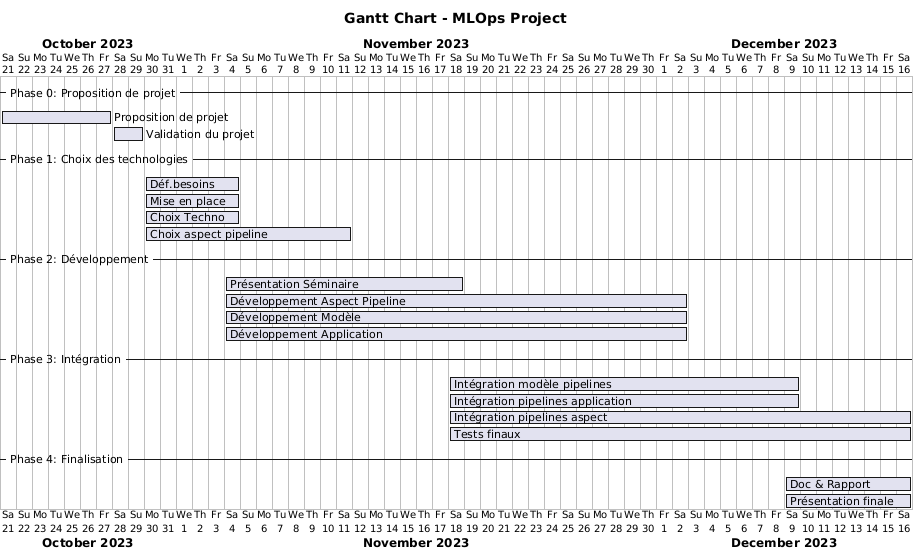 Gantt Chart - MLOps Project
October 2023 November 2023 December 2023
Sa Su Mo Tu We Th Fr Sa Su Mo Tu We Th Fr Sa Su Mo Tu We Th Fr Sa Su Mo Tu We Th Fr Sa Su Mo Tu We Th Fr Sa Su Mo Tu We Th Fr Sa Su Mo Tu We Th Fr Sa Su Mo Tu We Th Fr Sa
21 22 23 24 25 26 27 28 29 30 31 1 2 3 4 5 6 7 8 9 10 11 12 13 14 15 16 17 18 19 20 21 22 23 24 25 26 27 28 29 30 1 2 3 4 5 6 7 8 9 10 11 12 13 14 15 16
Phase 0: Proposition de projet
Proposition de projet
Validation du projet
Phase 1: Choix des technologies
Déf.besoins
Mise en place
Choix Techno
Choix aspect pipeline
Phase 2: Développement
Présentation Séminaire
Développement Aspect Pipeline
Développement Modèle
Développement Application
Phase 3: Intégration
Intégration modèle pipelines
Intégration pipelines application
Intégration pipelines aspect
Tests finaux
Phase 4: Finalisation
Doc & Rapport
Présentation finale
Sa Su Mo Tu We Th Fr Sa Su Mo Tu We Th Fr Sa Su Mo Tu We Th Fr Sa Su Mo Tu We Th Fr Sa Su Mo Tu We Th Fr Sa Su Mo Tu We Th Fr Sa Su Mo Tu We Th Fr Sa Su Mo Tu We Th Fr Sa
21 22 23 24 25 26 27 28 29 30 31 1 2 3 4 5 6 7 8 9 10 11 12 13 14 15 16 17 18 19 20 21 22 23 24 25 26 27 28 29 30 1 2 3 4 5 6 7 8 9 10 11 12 13 14 15 16
October 2023 November 2023 December 2023